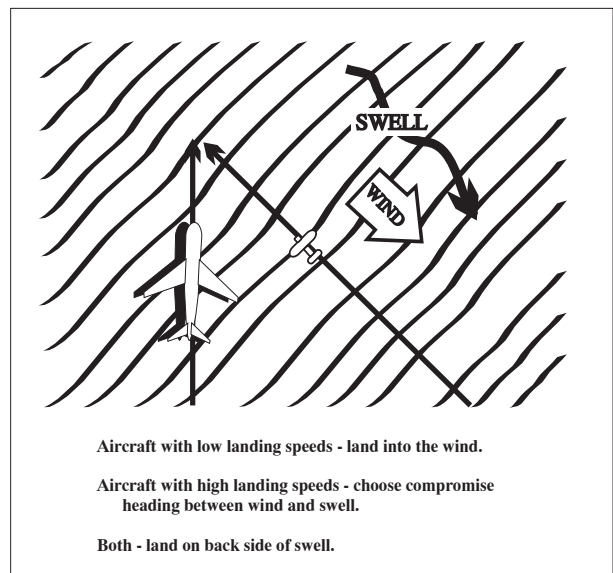 SWELL
WIND
Aircraft with low landing speeds - land into the wind.
Aircraft with high landing speeds - choose compromise
heading between wind and swell.
Both - land on back side of swell.